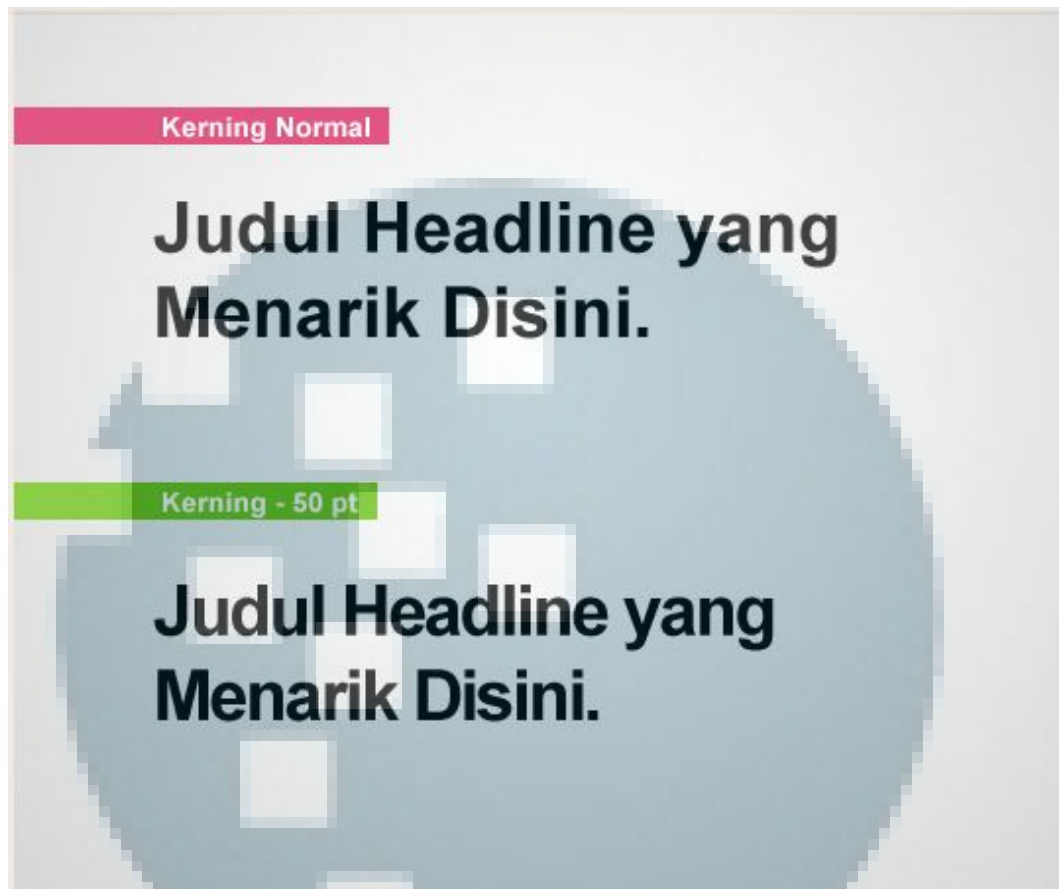 Kerning Normal
Judul Headline yang
Menarik Disini.
Kerning - 50 pt
Judul Headline yang
Menarik Disini.